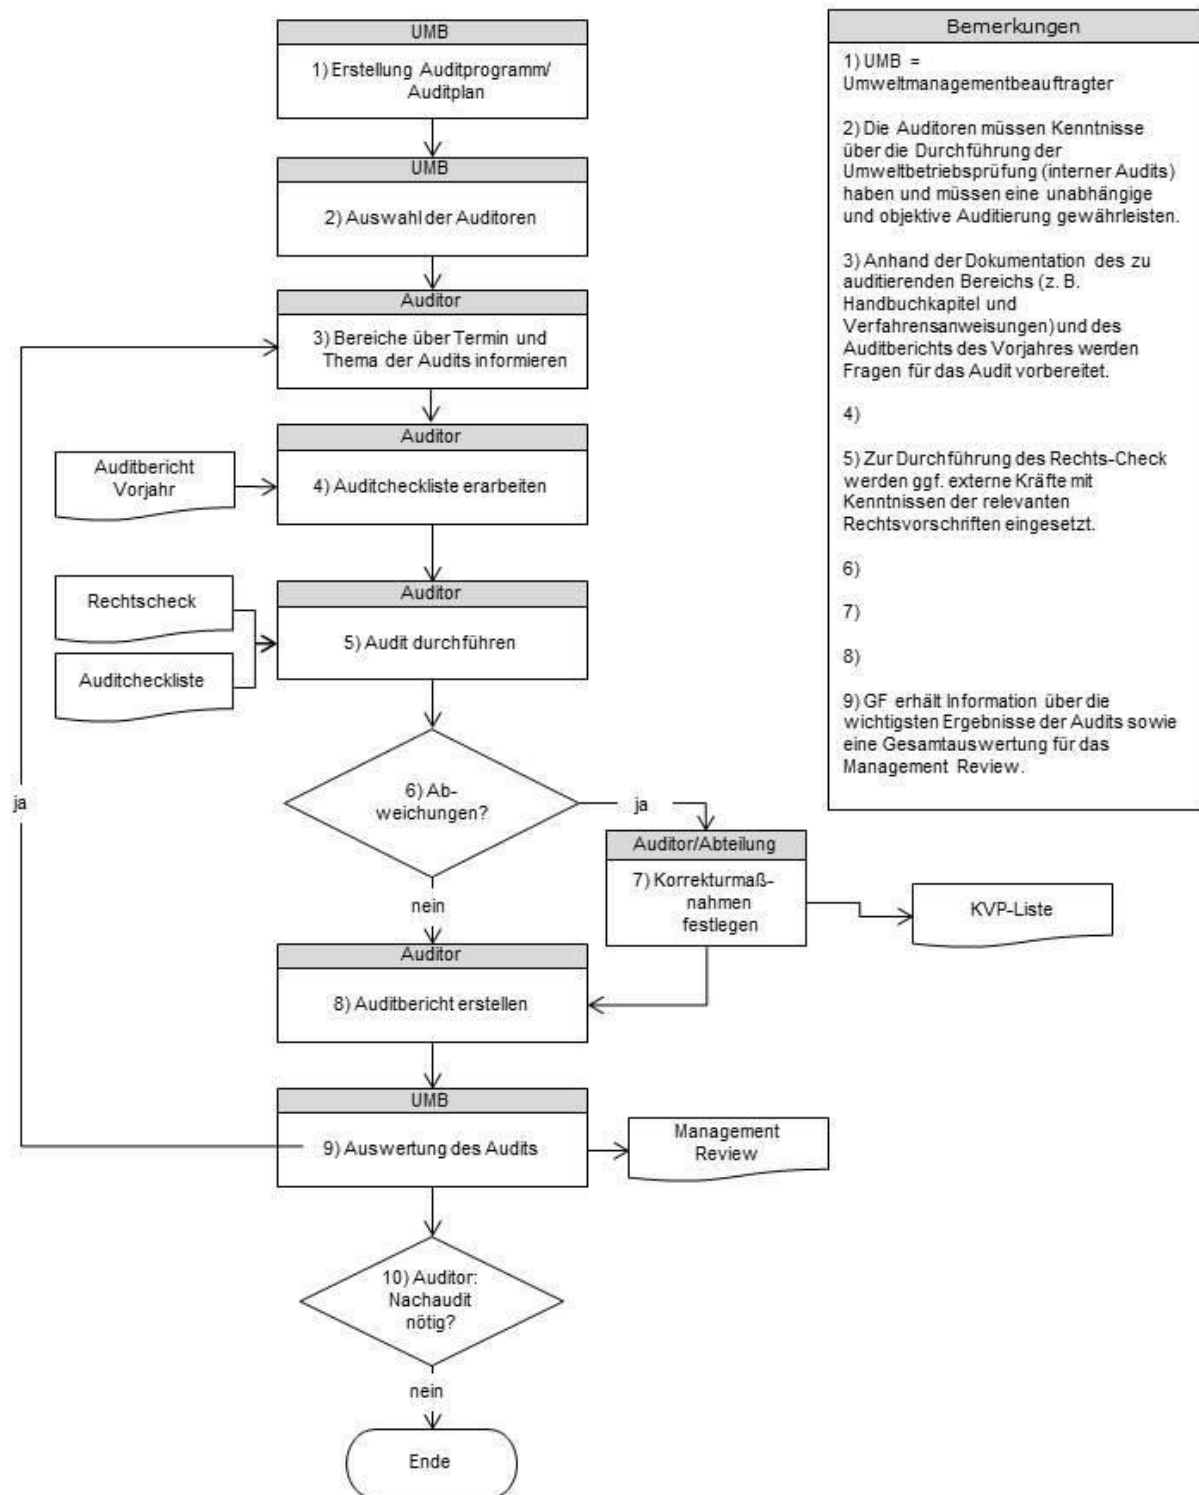 UMB
1) Erstellung Auditprogramm/
Auditplan
UMB
2) Auswahl der Auditoren
Auditor
3) Bereiche über Termin und
Thema der Audits informieren
Auditor
Auditbericht
Vorjahr
4) Auditcheckliste erarbeiten
Auditor
Rechtscheck
Auditcheckliste
5) Audit durchführen
6) Ab-
weichungen?
ja
ja
Auditor/Abteilung
7) Korrekturmaß-
nahmen
festlegen
KVP-Liste
nein
Auditor
8) Auditbericht erstellen
UMB
9) Auswertung des Audits
Management
Review
10) Auditor:
Nachaudit
nötig?
nein
Ende
Bemerkungen
1) UMB =
Umweltmanagementbeauftragter
2) Die Auditoren müssen Kenntnisse
über die Durchführung der
Umweltbetriebsprüfung (interner Audits)
haben und müssen eine unabhängige
und objektive Auditierung gewährleisten.
3) Anhand der Dokumentation des zu
auditierenden Bereichs (z. B.
Handbuchkapitel und
Verfahrensanweisungen) und des
Auditberichts des Vorjahres werden
Fragen für das Audit vorbereitet.
4)
5) Zur Durchführung des Rechts-Check
werden ggf. externe Kräfte mit
Kenntnissen der relevanten
Rechtsvorschriften eingesetzt.
6)
7)
8)
9) GF erhält Information über die
wichtigsten Ergebnisse der Audits sowie
eine Gesamtauswertung für das
Management Review.